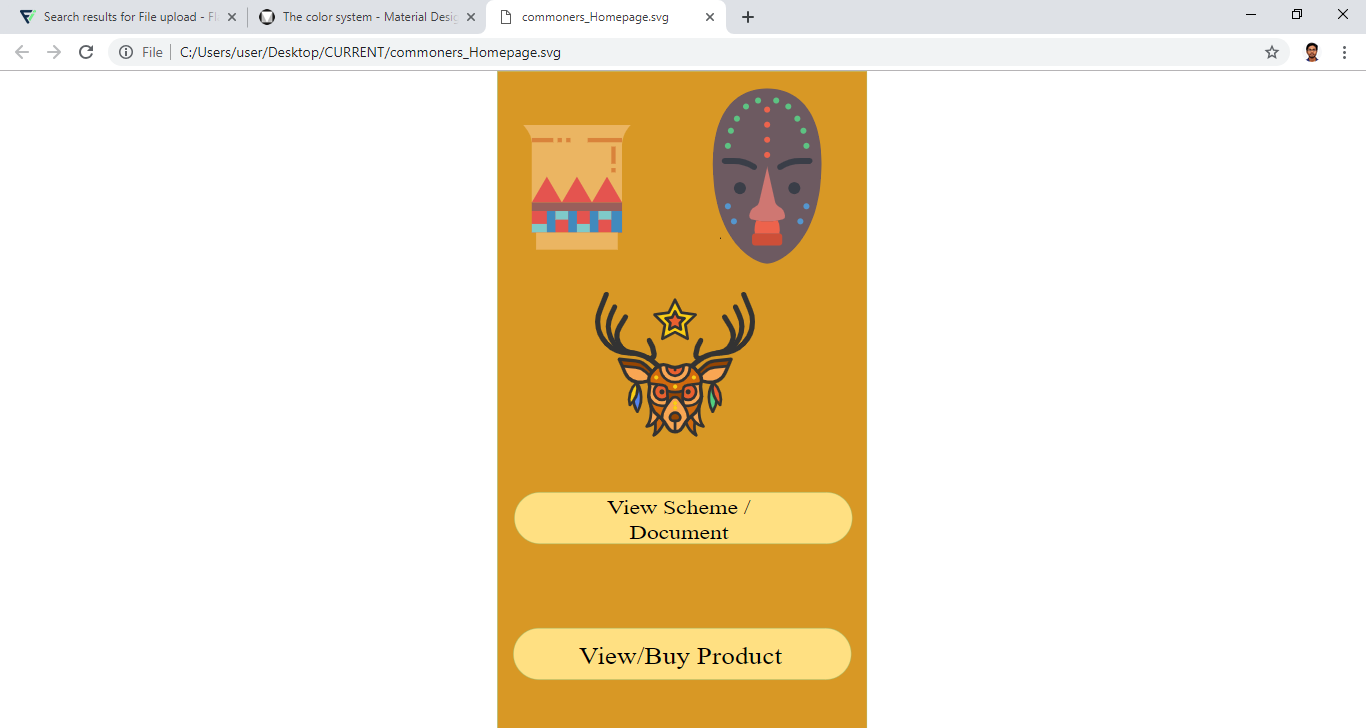 Search results for File upload - Fl
The color system - Material Desig
commoners_Homepage.svg
File
C:/Users/user/Desktop/CURRENT/commoners_Homepage.svg
View Scheme /
Document
View/Buy Product